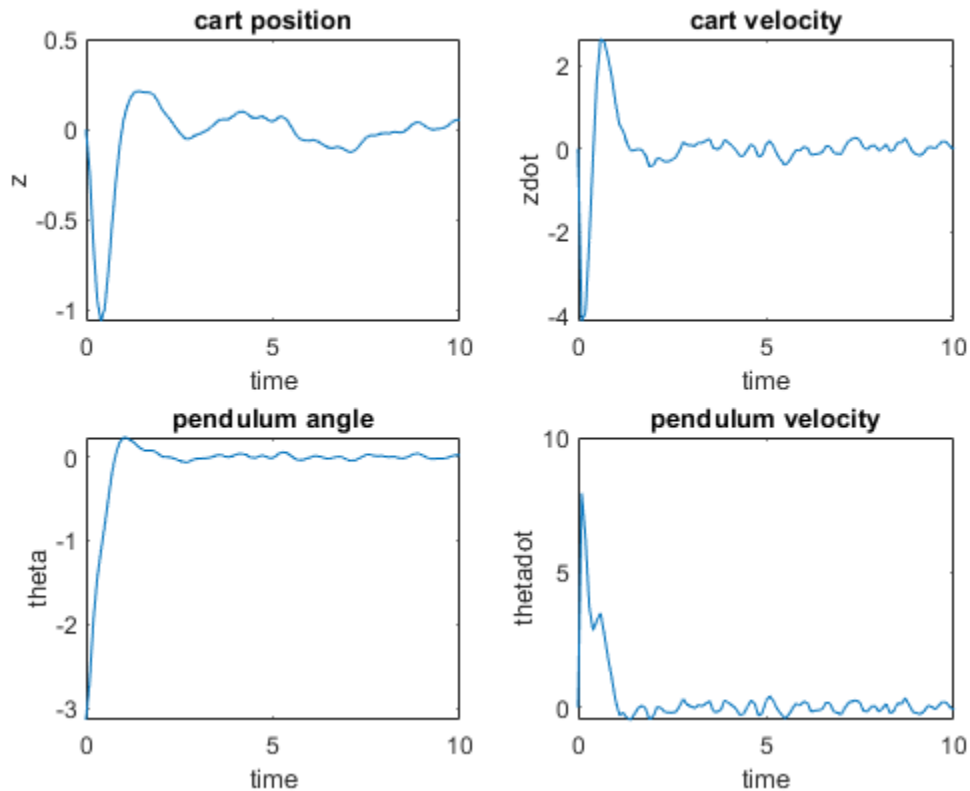 cart position
0.5
0
-0.5
-1
z
0
5
10
time
cart velocity
2
0
-2
-4
zdot
0
5
10
time
pendulum angle
0
-1
-2
-3
theta
0
5
10
time
pendulum velocity
10
5
0
thetadot
0
5
10
time